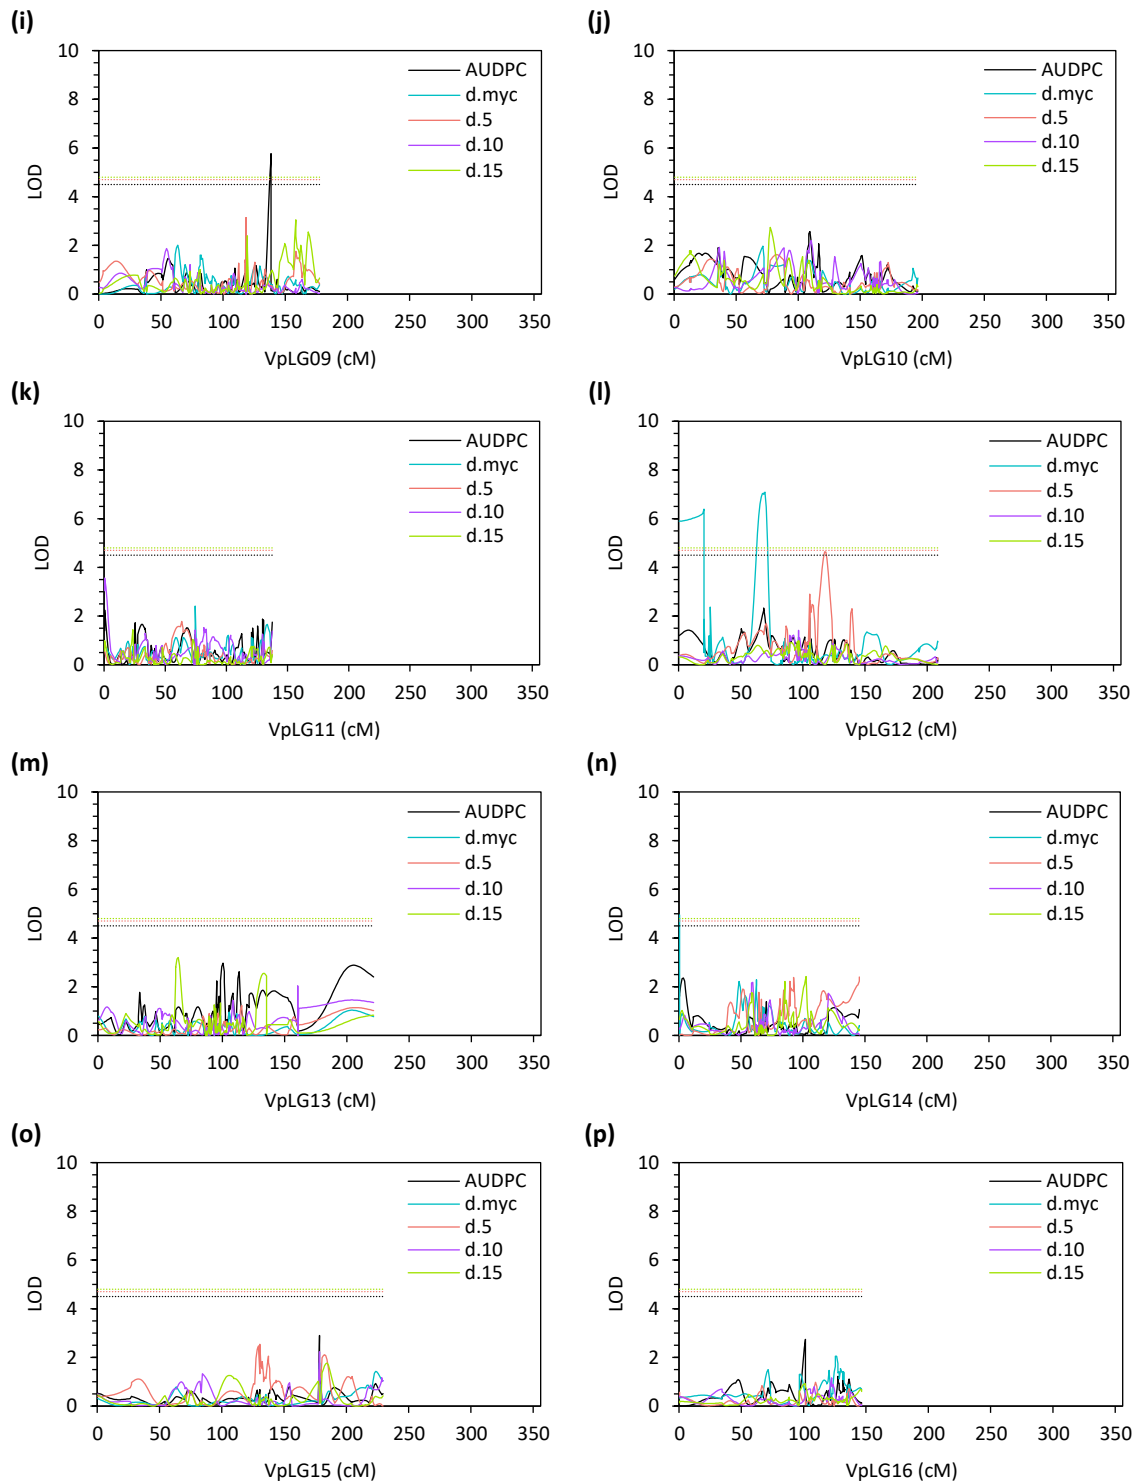 (i)
10
8
6
4
2
0
LOD
AUDPC
d.myc
d.5
d.10
d.15
0 50 100 150 200 250 300 350
VpLG09 (cM)
(j)
10
8
6
4
2
0
LOD
AUDPC
d.myc
d.5
d.10
d.15
0 50 100 150 200 250 300 350
VpLG10 (cM)
(k)
10
8
6
4
2
0
LOD
AUDPC
d.myc
d.5
d.10
d.15
0 50 100 150 200 250 300 350
VpLG11 (cM)
(l)
10
8
6
4
2
0
LOD
AUDPC
d.myc
d.5
d.10
d.15
0 50 100 150 200 250 300 350
VpLG12 (cM)
(m)
10
8
6
4
2
0
LOD
AUDPC
d.myc
d.5
d.10
d.15
0 50 100 150 200 250 300 350
VpLG13 (cM)
(n)
10
8
6
4
2
0
LOD
AUDPC
d.myc
d.5
d.10
d.15
0 50 100 150 200 250 300 350
VpLG14 (cM)
(o)
10
8
6
4
2
0
LOD
AUDPC
d.myc
d.5
d.10
d.15
0 50 100 150 200 250 300 350
VpLG15 (cM)
(p)
10
8
6
4
2
0
LOD
AUDPC
d.myc
d.5
d.10
d.15
0 50 100 150 200 250 300 350
VpLG16 (cM)